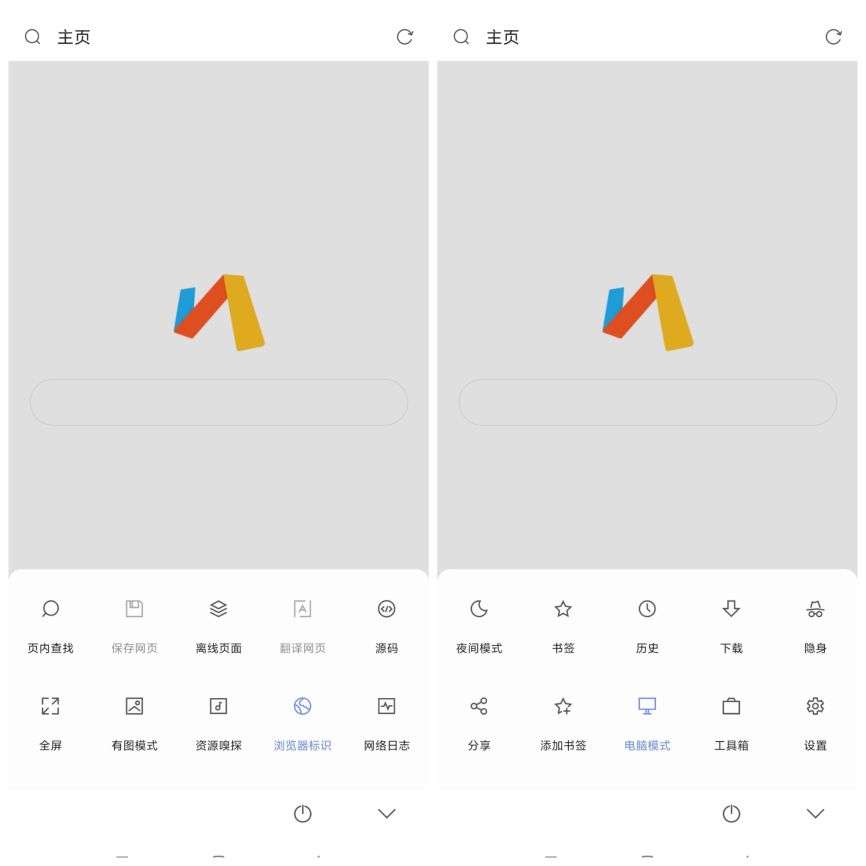 主页
页内查找 保存网页 离线页面 翻译网页 源码
全屏 有图模式 资源嗅探 浏览器标识 网络日志
主页
夜间模式 书签 历史 下载 隐身
分享 添加书签 电脑模式 工具箱 设置